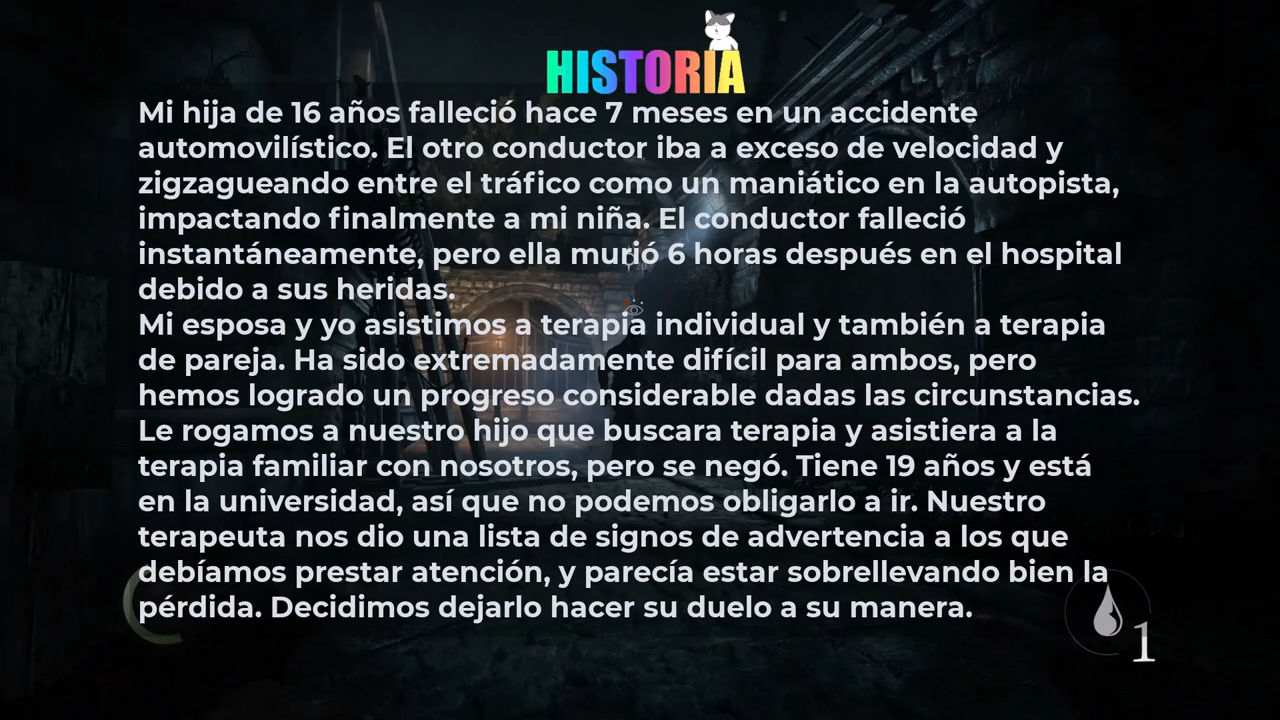 HISTORIA
Mi hija de 16 años falleció hace 7 meses en un accidente
automovilístico. El otro conductor iba a exceso de velocidad y
zigzagueando entre el tráfico como un maniático en la autopista,
impactando finalmente a mi niña. El conductor falleció
instantáneamente, pero ella murió 6 horas después en el hospital
debido a sus heridas.
Mi esposa y yo asistimos a terapia individual y también a terapia
de pareja. Ha sido extremadamente difícil para ambos, pero
hemos logrado un progreso considerable dadas las circunstancias.
Le rogamos a nuestro hijo que buscara terapia y asistiera a la
terapia familiar con nosotros, pero se negó. Tiene 19 años y está
en la universidad, así que no podemos obligarlo a ir. Nuestro
terapeuta nos dio una lista de signos de advertencia a los que
debíamos prestar atención, y parecía estar sobrellevando bien la
pérdida. Decidimos dejarlo hacer su duelo a su manera.
1